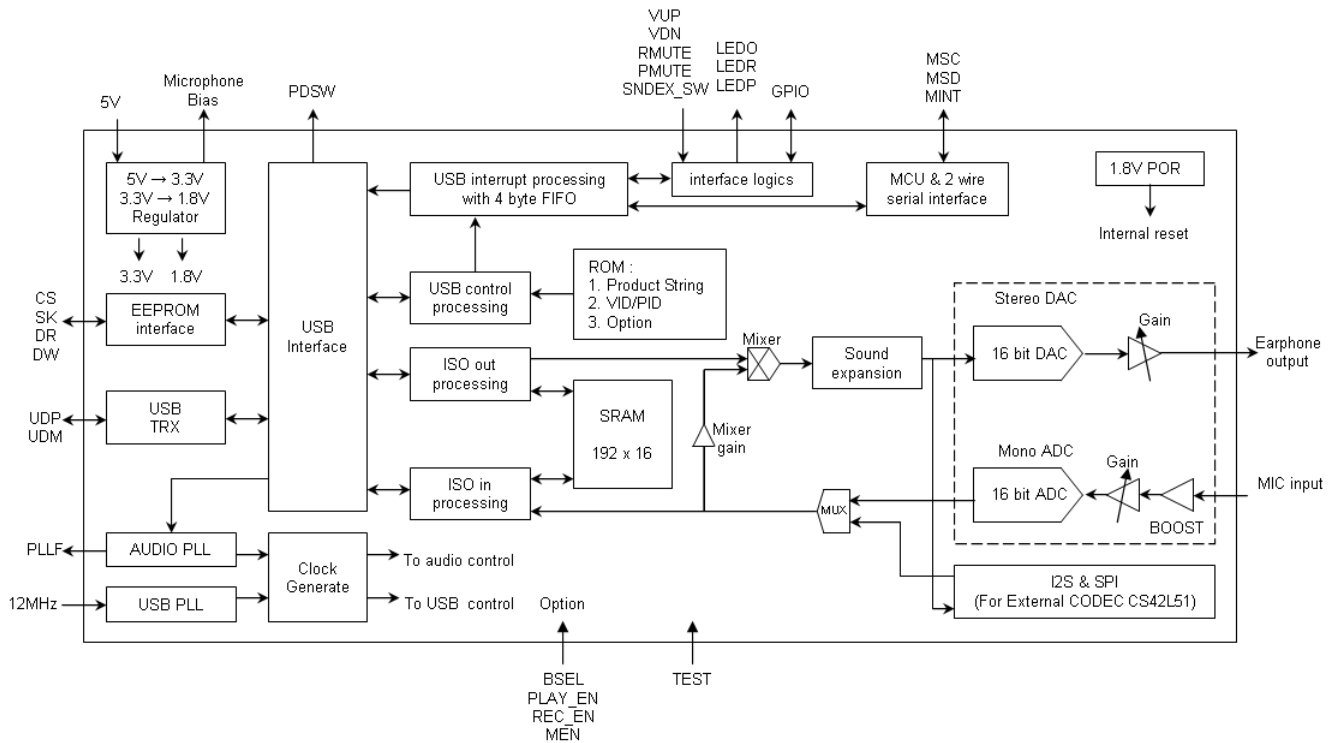 VUP
VDN
RMUTE
PMUTE
SNDEX_SW
LEDO
LEDR
LEDP
GPIO
MSC
MSD
MINT
5V
Microphone
Bias
PDSW
5V → 3.3V
3.3V → 1.8V
Regulator
3.3V
1.8V
USB
Interface
USB interrupt processing
with 4 byte FIFO
interface logics
MCU & 2 wire
serial interface
1.8V POR
Internal reset
CS
SK
DR
DW
EEPROM
interface
USB control
processing
ROM :
1. Product String
2. VID/PID
3. Option
ISO out
processing
Mixer
Sound
expansion
Stereo DAC
16 bit DAC
Gain
Earphone
output
UDP
UDM
USB
TRX
SRAM
192 x 16
Mixer
gain
ISO in
processing
MUX
Mono ADC
16 bit ADC
Gain
BOOST
MIC input
PLLF
AUDIO PLL
12MHz
USB PLL
Clock
Generate
To audio control
To USB control
Option
I2S & SPI
(For External CODEC CS42L51)
BSEL
PLAY_EN
REC_EN
MEN
TEST